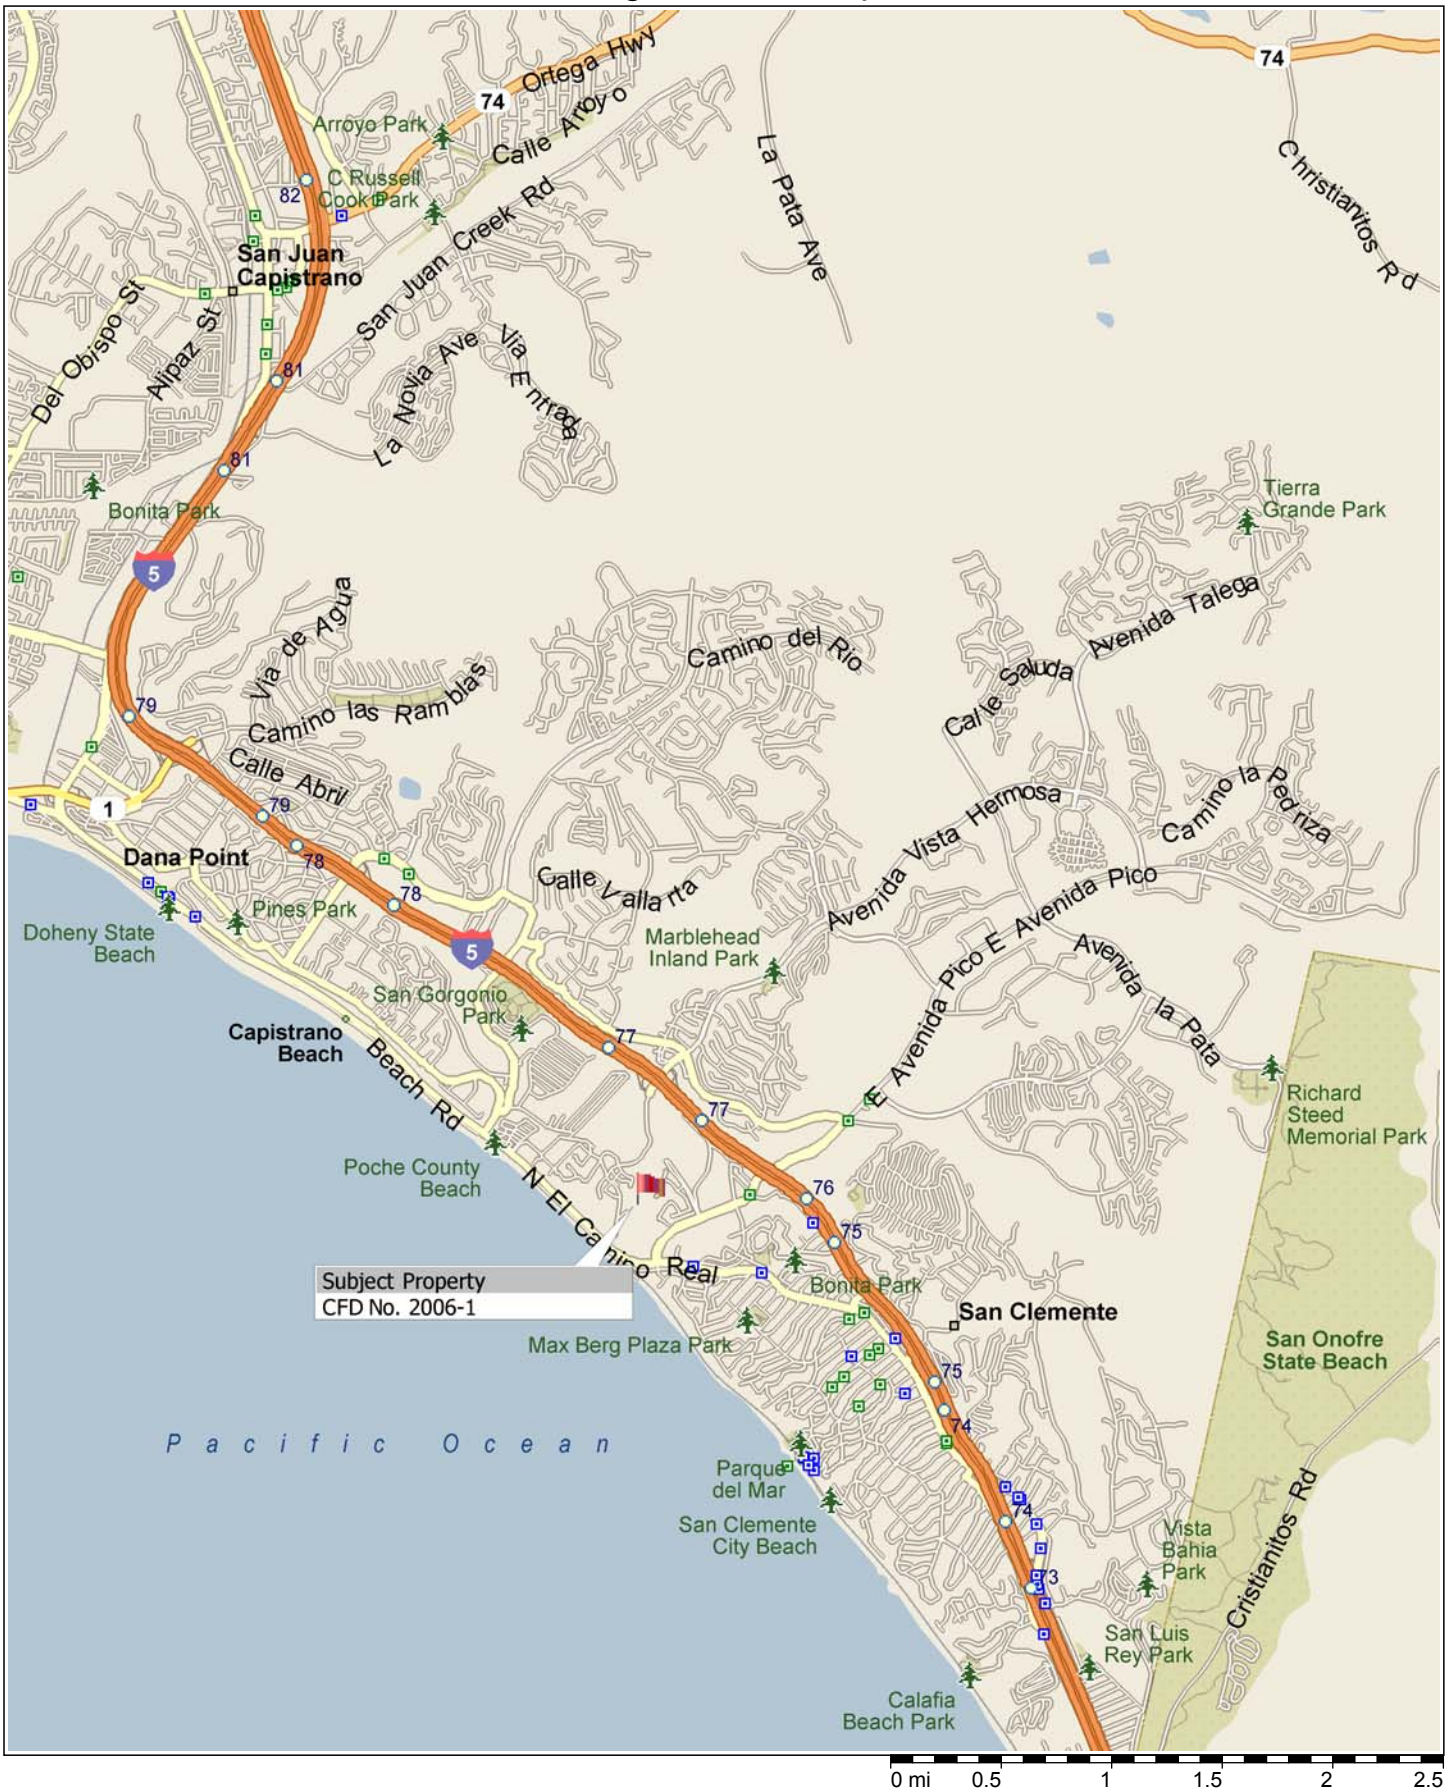 74
Ortega Hwy
74
Arroyo Park
Calle Arroyo
C Russell
Cook Park
82
San Juan Creek Rd
La Pata Ave
Christianitos Rd
San Juan
Capistrano
Del Obispo St
Alipaz St
La Novia Ave
Via Entrada
81
81
Bonita Park
Tierra
Grande Park
5
Via de Agua
Camino del Rio
Avenida Talega
Calle Saluda
Camino las Ramblas
79
Calle Abril
Camino la Pedriza
Avenida Vista Hermosa
1
79
78
Dana Point
78
Calle Vallarta
E Avenida Pico
E Avenida Pico
Pines Park
Doheny State
Beach
5
Marblehead
Inland Park
Avenida la Pata
San Gorgonio
Park
Capistrano
Beach
Beach Rd
77
77
Richard
Steed
Memorial Park
Poche County
Beach
N El Camino Real
76
75
Subject Property
CFD No. 2006-1
Bonita Park
San Clemente
Max Berg Plaza Park
San Onofre
State Beach
75
74
Pacific Ocean
Parque
del Mar
San Clemente
City Beach
74
Cristianitos Rd
Vista
Bahia
Park
73
San Luis
Rey Park
Calafia
Beach Park
0 mi 0.5 1 1.5 2 2.5